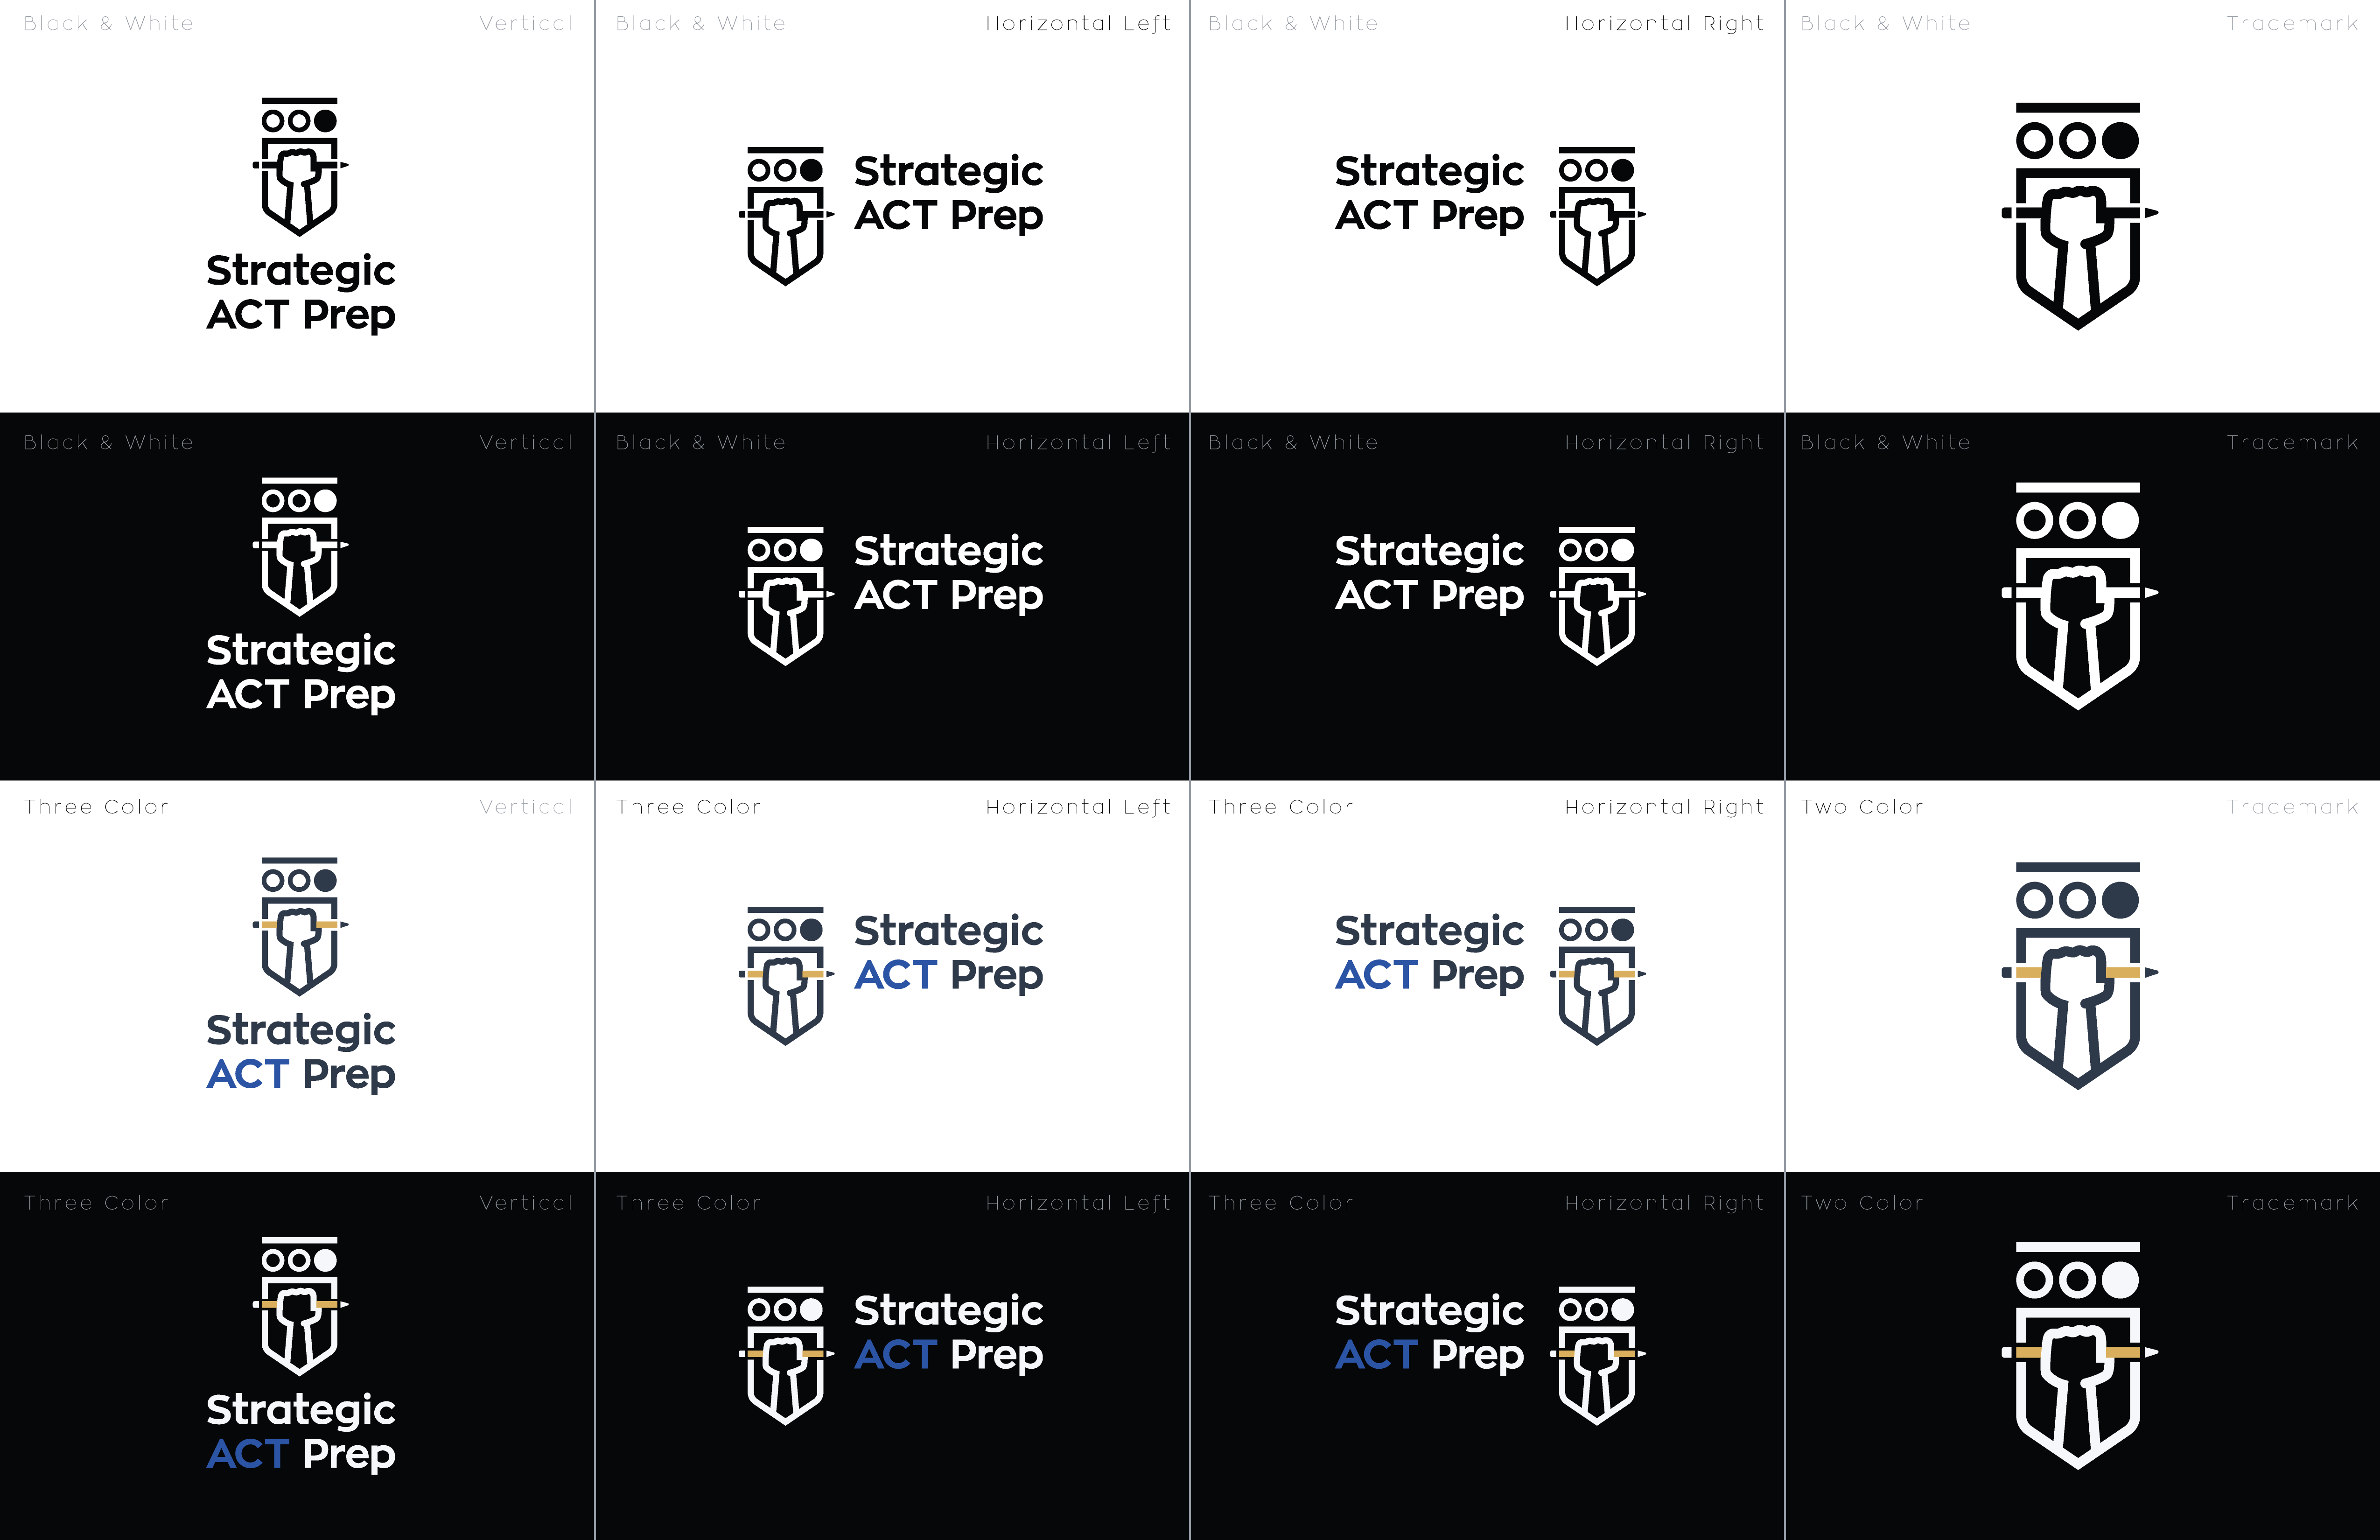 Black & White
Vertical
Strategic
ACT Prep
Black & White
Horizontal Left
Strategic
ACT Prep
Black & White
Horizontal Right
Strategic
ACT Prep
Black & White
Trademark
Black & White
Vertical
Strategic
ACT Prep
Black & White
Horizontal Left
Strategic
ACT Prep
Black & White
Horizontal Right
Strategic
ACT Prep
Black & White
Trademark
Three Color
Vertical
Strategic
ACT Prep
Three Color
Horizontal Left
Strategic
ACT Prep
Three Color
Horizontal Right
Strategic
ACT Prep
Two Color
Trademark
Three Color
Vertical
Strategic
ACT Prep
Three Color
Horizontal Left
Strategic
ACT Prep
Three Color
Horizontal Right
Strategic
ACT Prep
Two Color
Trademark